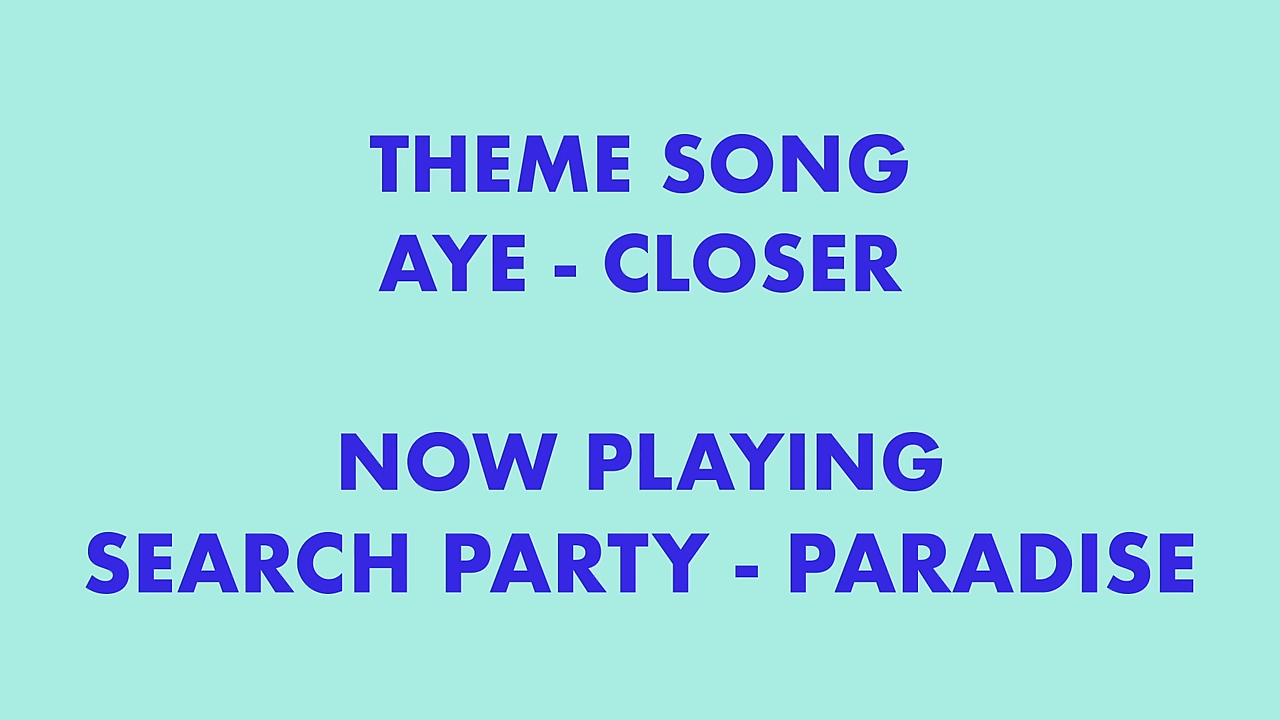 THEME SONG
AYE - CLOSER
NOW PLAYING
SEARCH PARTY - PARADISE